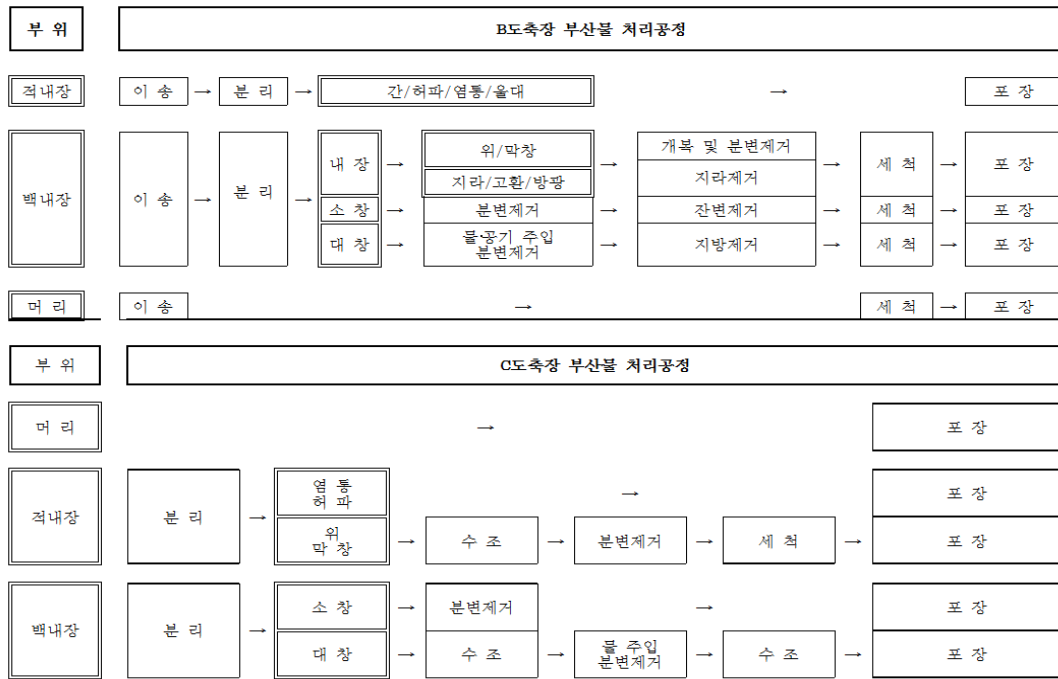 부 위
B도축장 부산물 처리공정
적내장
이 송 → 분 리 → 간/허파/염통/울대 → 포 장
백내장
이 송 → 분 리 →
내 장 →
위/막창
지라/고환/방광
→
개복 및 분변제거
지라제거
→ 세 척 → 포 장
소 창 → 분변제거 → 잔변제거 → 세 척 → 포 장
대 창 →
물·공기 주입
분변제거
→ 지방제거 → 세 척 → 포 장
머 리
이 송 → 세 척 → 포 장
부 위
C도축장 부산물 처리공정
머 리 → 포 장
적내장
분 리 →
염 통
허 파
→ 포 장
위
막 창
→ 수 조 → 분변제거 → 세 척 → 포 장
백내장
분 리 →
소 창 → 분변제거 → 포 장
대 창 → 수 조 →
물 주입
분변제거
→ 수 조 → 포 장